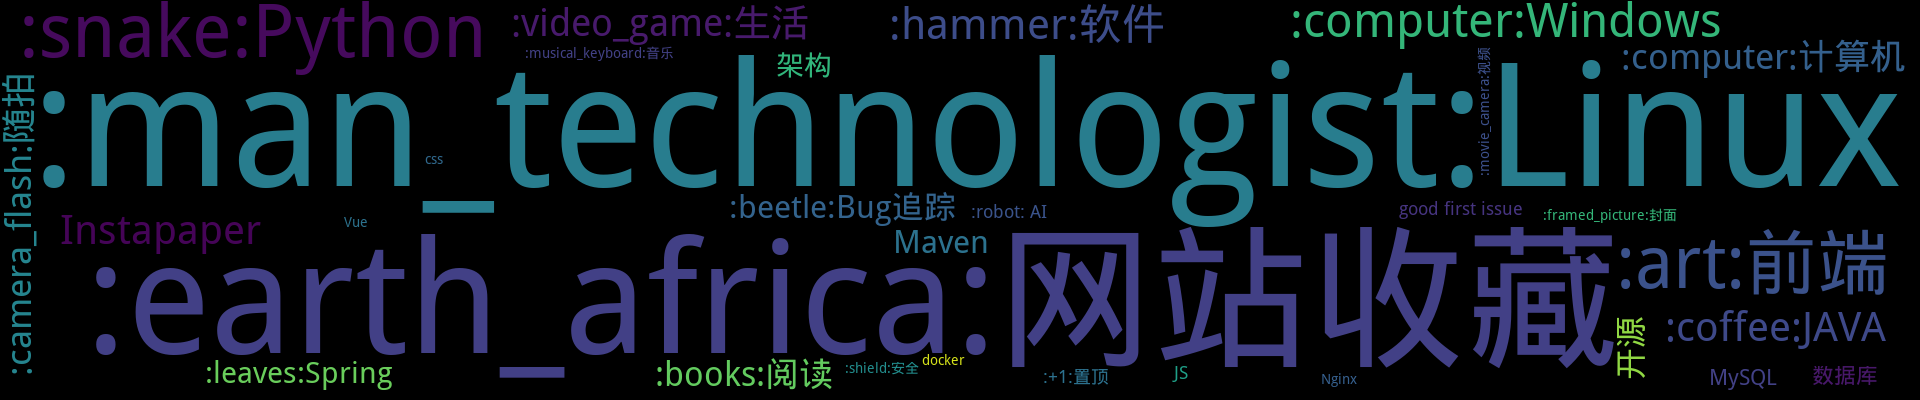 :snake:Python
:video_game:生活
:hammer:软件
:computer:Windows
:musical_keyboard:音乐
架构
:movie_camera:视频
:computer:计算机
:camera_flash:随拍
:man_technologist:Linux
css
:beetle:Bug追踪
:robot: AI
good first issue
:framed_picture:封面
Instapaper
Vue
Maven
:earth_africa:网站收藏
:art:前端
:coffee:JAVA
开源
:leaves:Spring
:books:阅读
:shield:安全
docker
:+1:置顶
JS
Nginx
MySQL
数据库